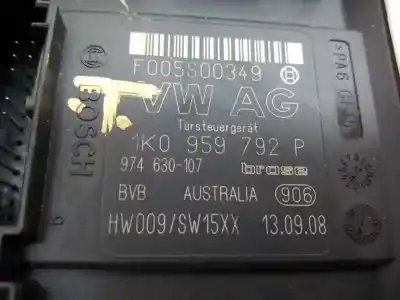 F005S00349
VW AG
Türsteuergerät
1K0 959 792 P
974 630-107 brose
BVB AUSTRALIA 906
HW009/SW15XX 13.09.08
BOSCH